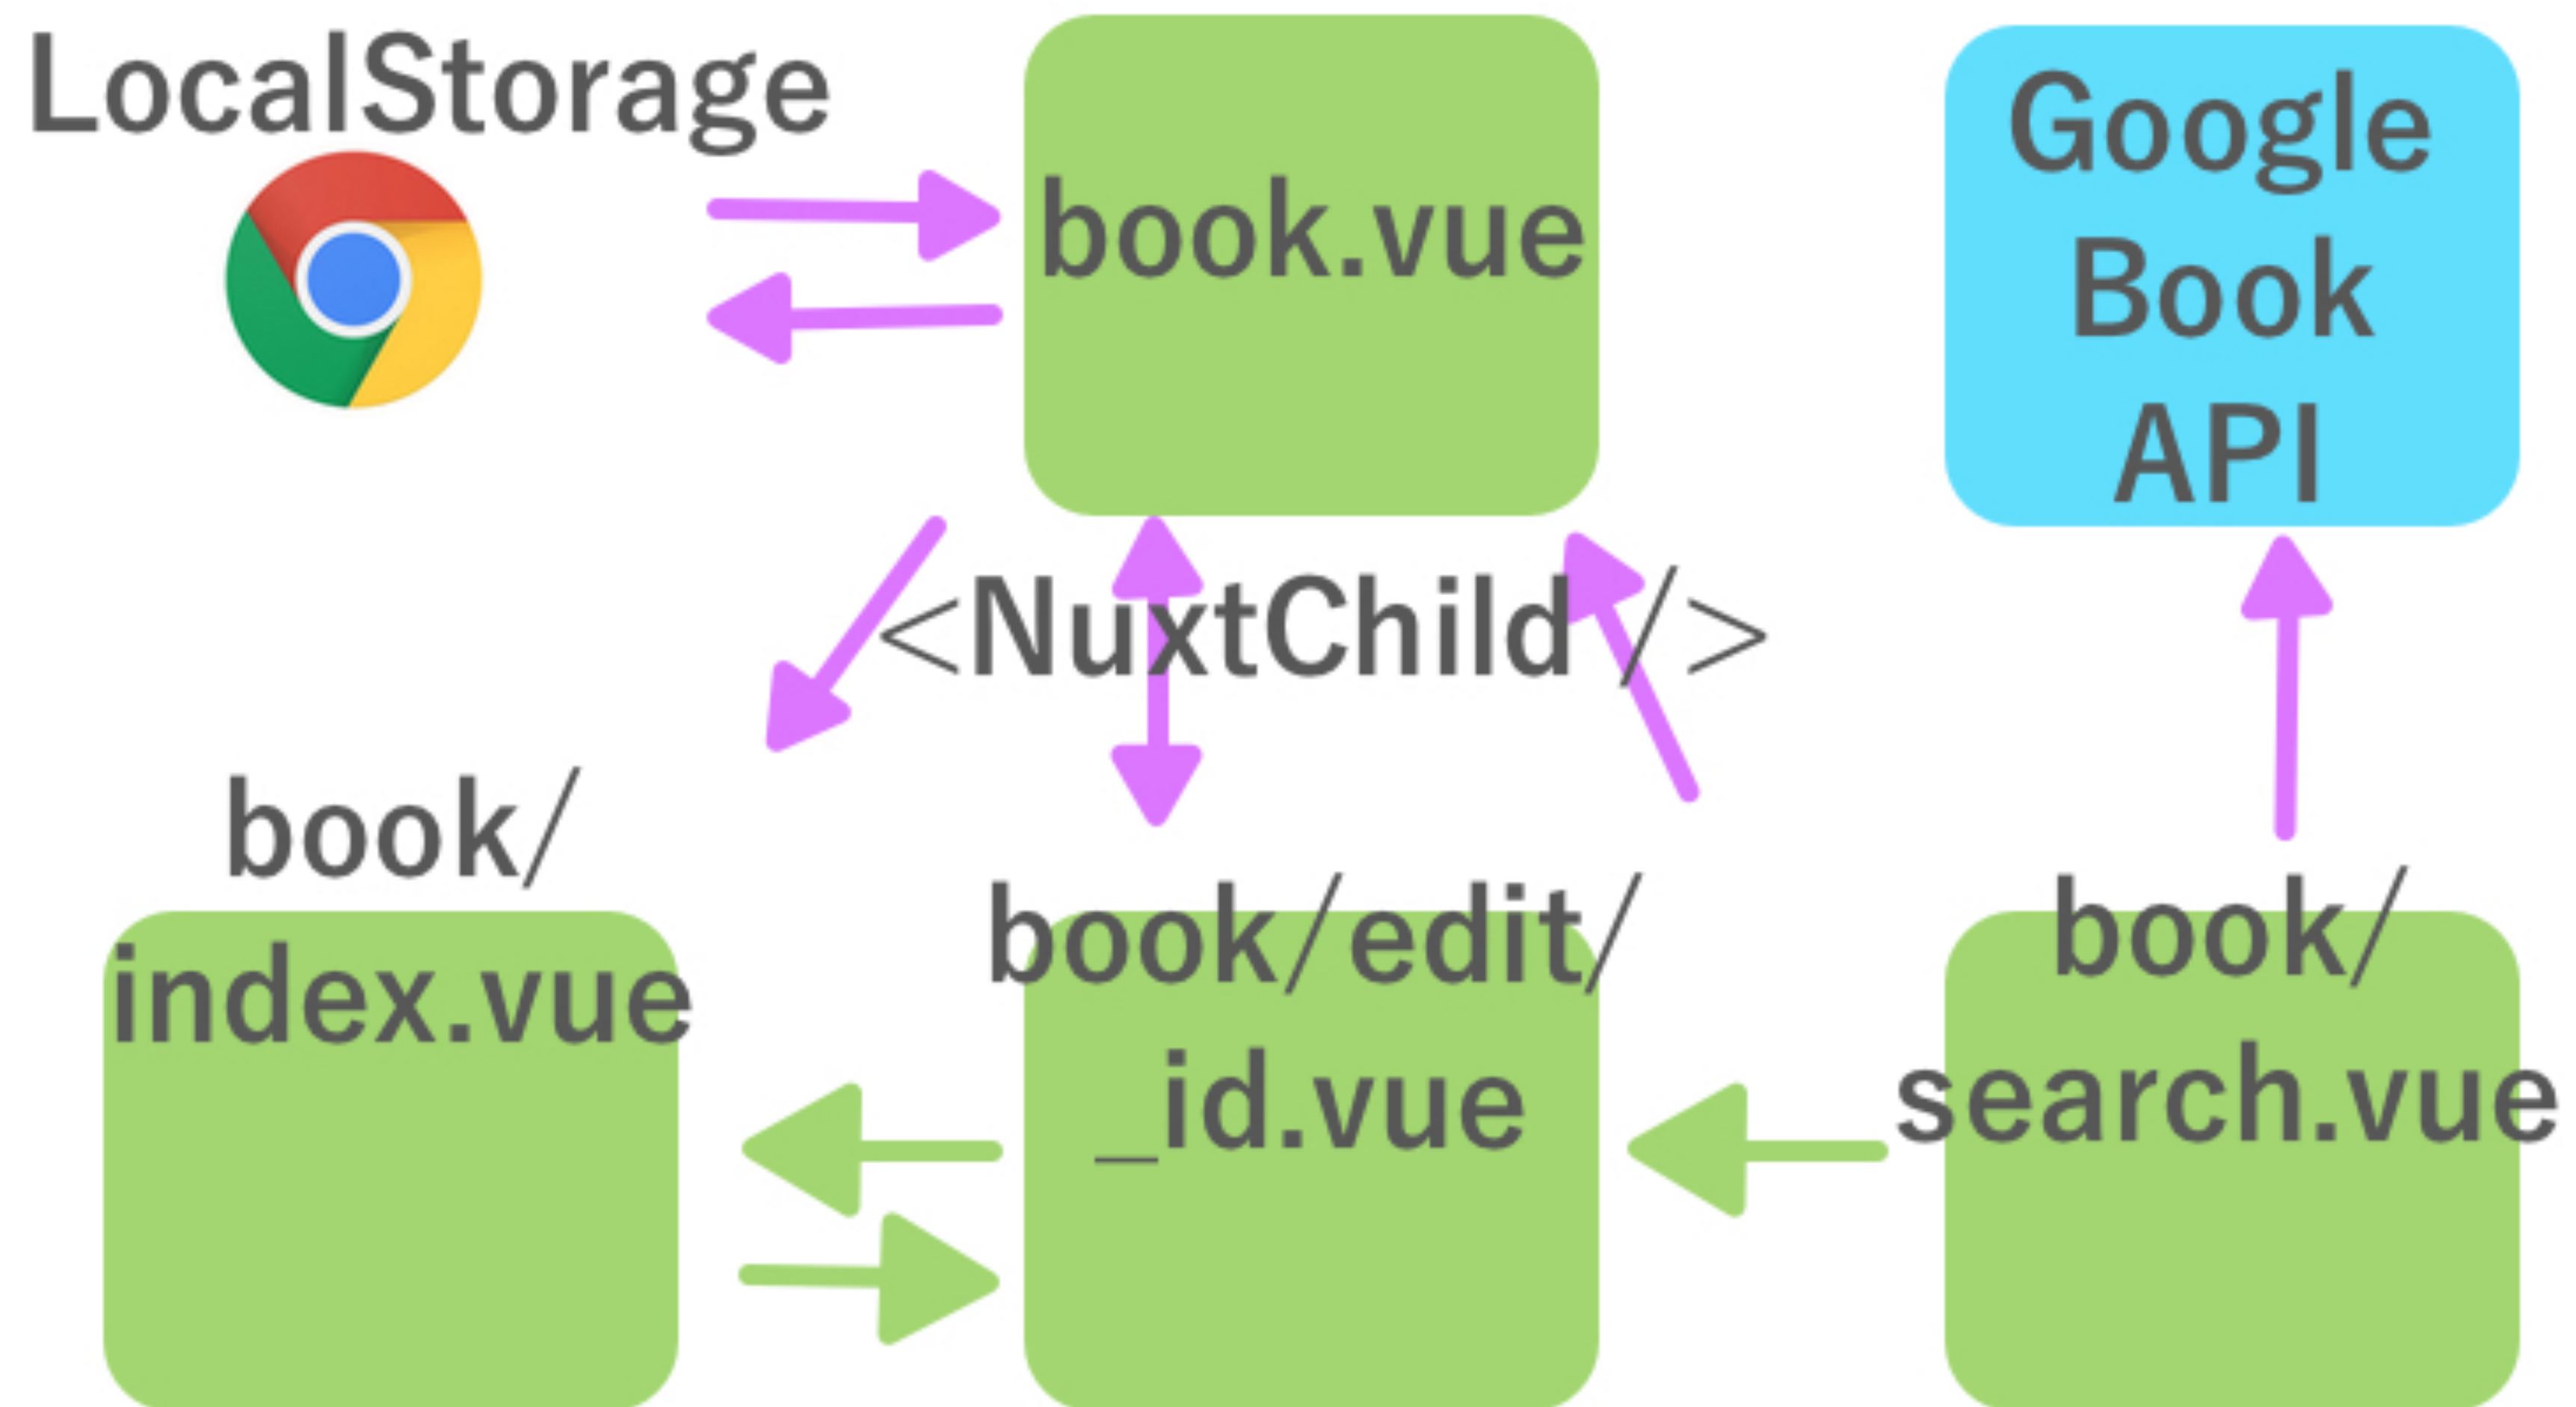 LocalStorage
book.vue
Google
Book
API
<NuxtChild />
book/
index.vue
book/edit/
_id.vue
book/
search.vue